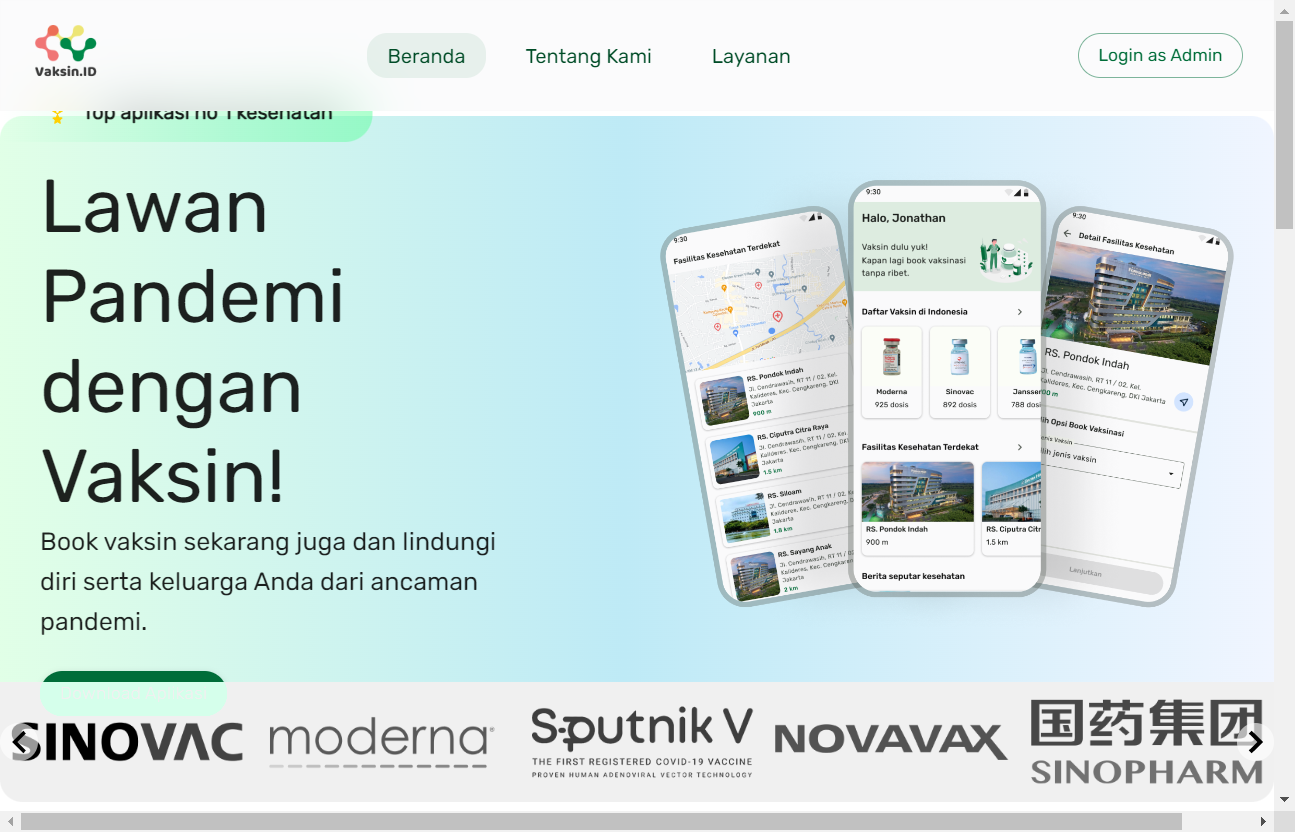 Vaksin.ID
Beranda
Tentang Kami
Layanan
Login as Admin
Top aplikasi no 1 kesehatan
Lawan
Pandemi
dengan
Vaksin!
Book vaksin sekarang juga dan lindungi
diri serta keluarga Anda dari ancaman
pandemi.
9:30
Fasilitas Kesehatan Terdekat
RS. Pondok Indah
Jl. Cendrawasih, RT 11 / 02, Kel.
Kalideres, Kec. Cengkareng, DKI
Jakarta
900 m
RS. Ciputra Citra Raya
Jl. Cendrawasih, RT 11 / 02, Kel.
Kalideres, Kec. Cengkareng, DKI
Jakarta
1.5 km
RS. Siloam
Jl. Cendrawasih, RT 11 / 02, K
Kalideres, Kec. Cengkareng, D
Jakarta
1.8 km
RS. Sayang Anak
Jl. Cendrawasih, RT 11 / 02,
Kalideres, Kec. Cengkareng,
Jakarta
2 km
9:30
Halo, Jonathan
Vaksin dulu yuk!
Kapan lagi book vaksinasi
tanpa ribet.
Daftar Vaksin di Indonesia
Moderna
925 dosis
Sinovac
892 dosis
Janssen
788 dosi
Fasilitas Kesehatan Terdekat
RS. Pondok Indah
900 m
RS. Ciputra Citr
1.5 km
Berita seputar kesehatan
9:30
Detail Fasilitas Kesehatan
RS. Pondok Indah
Jl. Cendrawasih, RT 11 / 02, Kel.
Kalideres, Kec. Cengkareng, DKI Jakarta
00 m
lih Opsi Book Vaksinasi
enis Vaksin
lih jenis vaksin
Lanjutkan
SINOVAC
moderna®
Sputnik V
THE FIRST REGISTERED COVID-19 VACCINE
PROVEN HUMAN ADENOVIRAL VECTOR TECHNOLOGY
NOVAVAX
国药集团
SINOPHARM